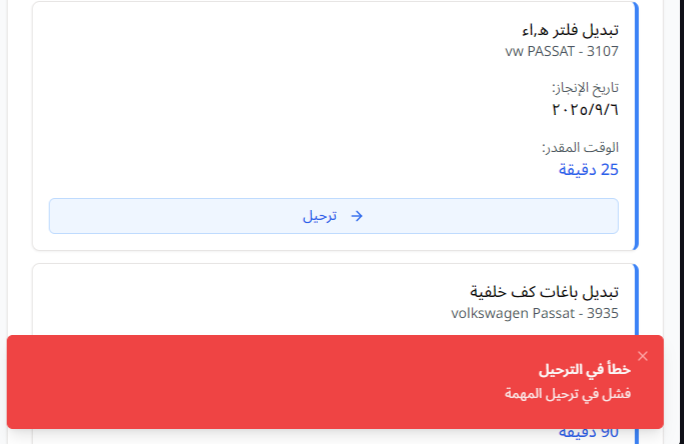 تبديل فلتر ه,اء
vw PASSAT - 3107
تاريخ الإنجاز:
٢٠٢٥/٩/٦
الوقت المقدر:
25 دقيقة
ترحيل
تبديل باغات كف خلفية
volkswagen Passat - 3935
خطأ في الترحيل
فشل في ترحيل المهمة
90 دقيقة